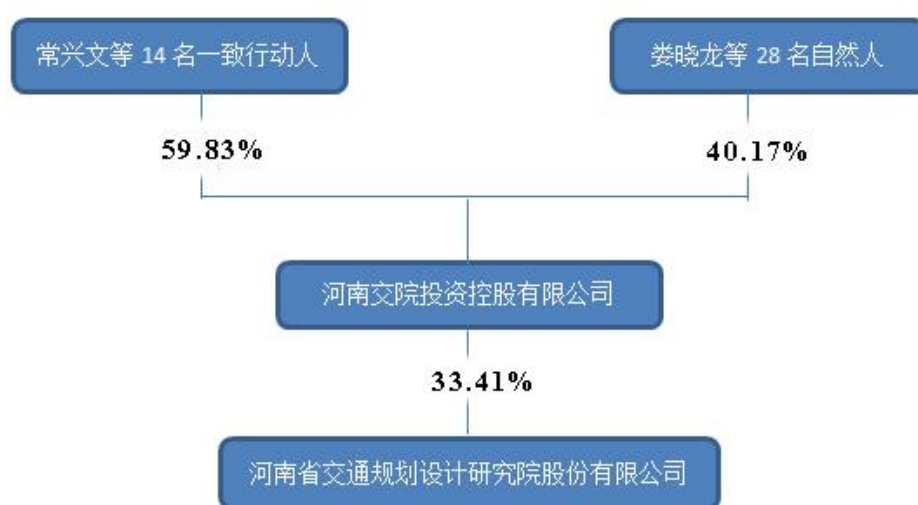 常兴文等 14 名一致行动人
娄晓龙等 28 名自然人
59.83%
40.17%
河南交院投资控股有限公司
33.41%
河南省交通规划设计研究院股份有限公司